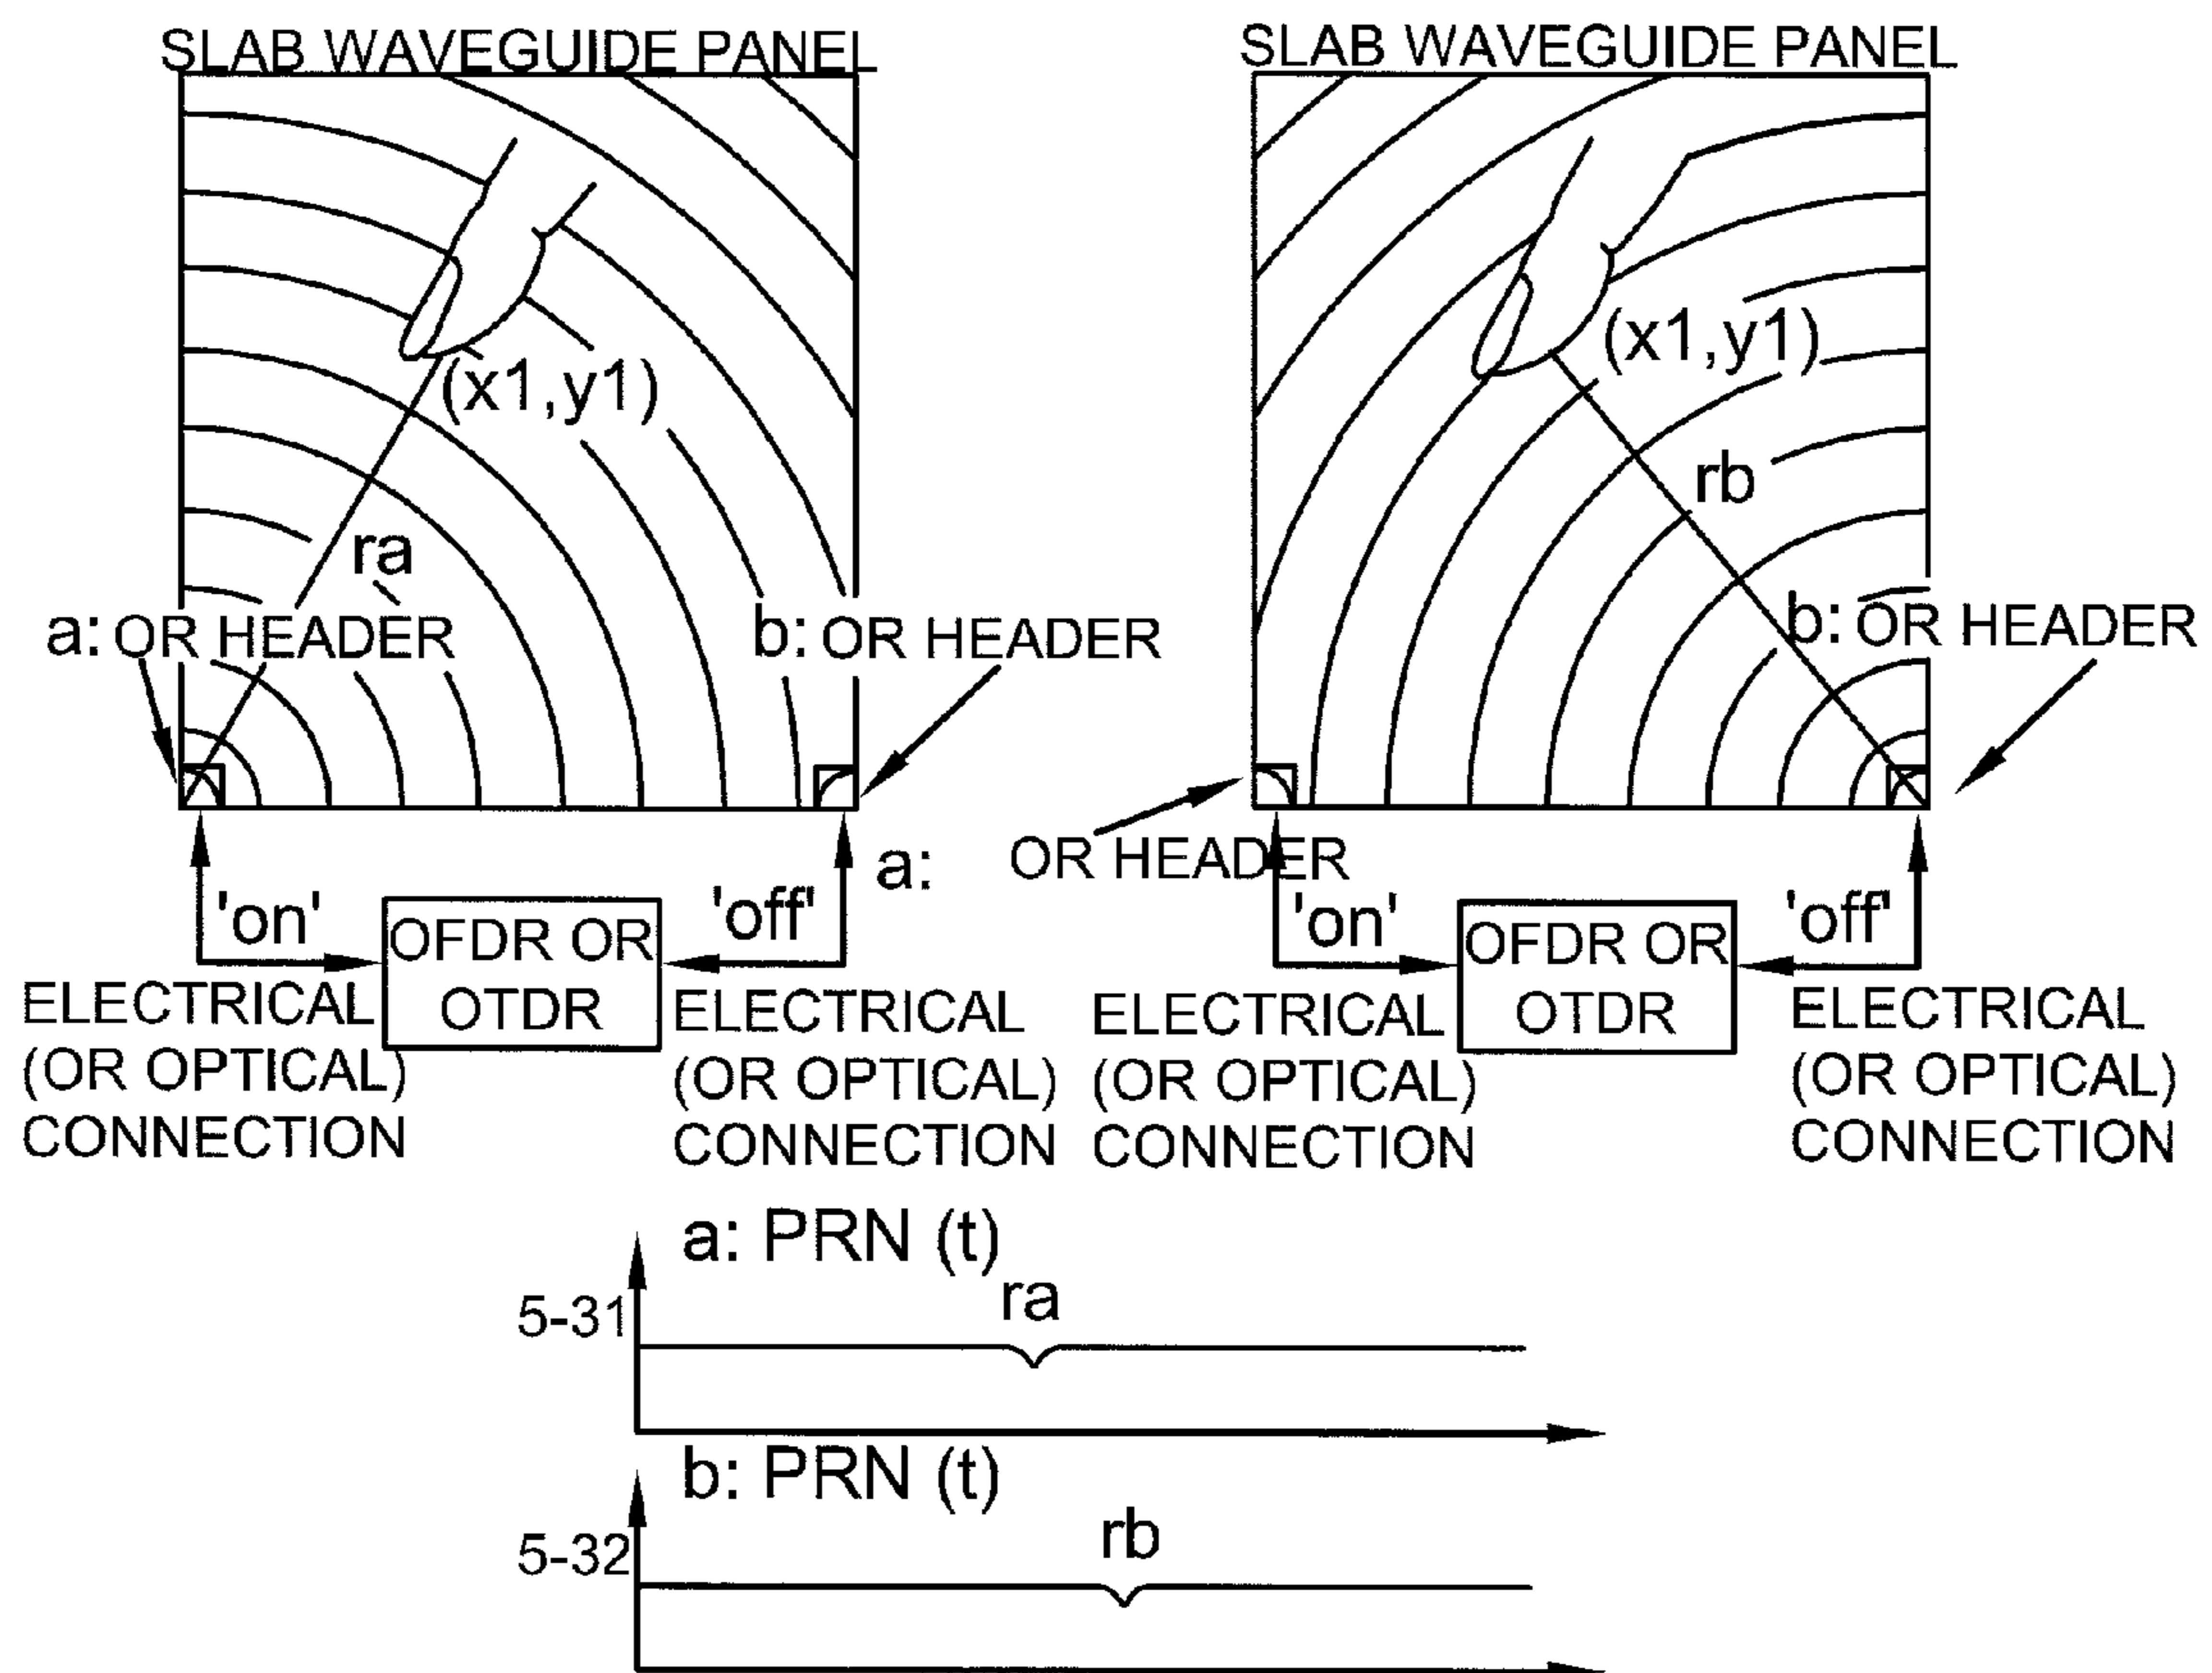 SLAB WAVEGUIDE PANEL
(x1,y1)
ra
a: OR HEADER
b: OR HEADER
'on'
'off'
OFDR OR
OTDR
ELECTRICAL
(OR OPTICAL)
CONNECTION
ELECTRICAL
(OR OPTICAL)
CONNECTION
SLAB WAVEGUIDE PANEL
(x1,y1)
rb
b: OR HEADER
a: OR HEADER
'on'
'off'
OFDR OR
OTDR
ELECTRICAL
(OR OPTICAL)
CONNECTION
ELECTRICAL
(OR OPTICAL)
CONNECTION
a: PRN (t)
ra
5-31
b: PRN (t)
rb
5-32